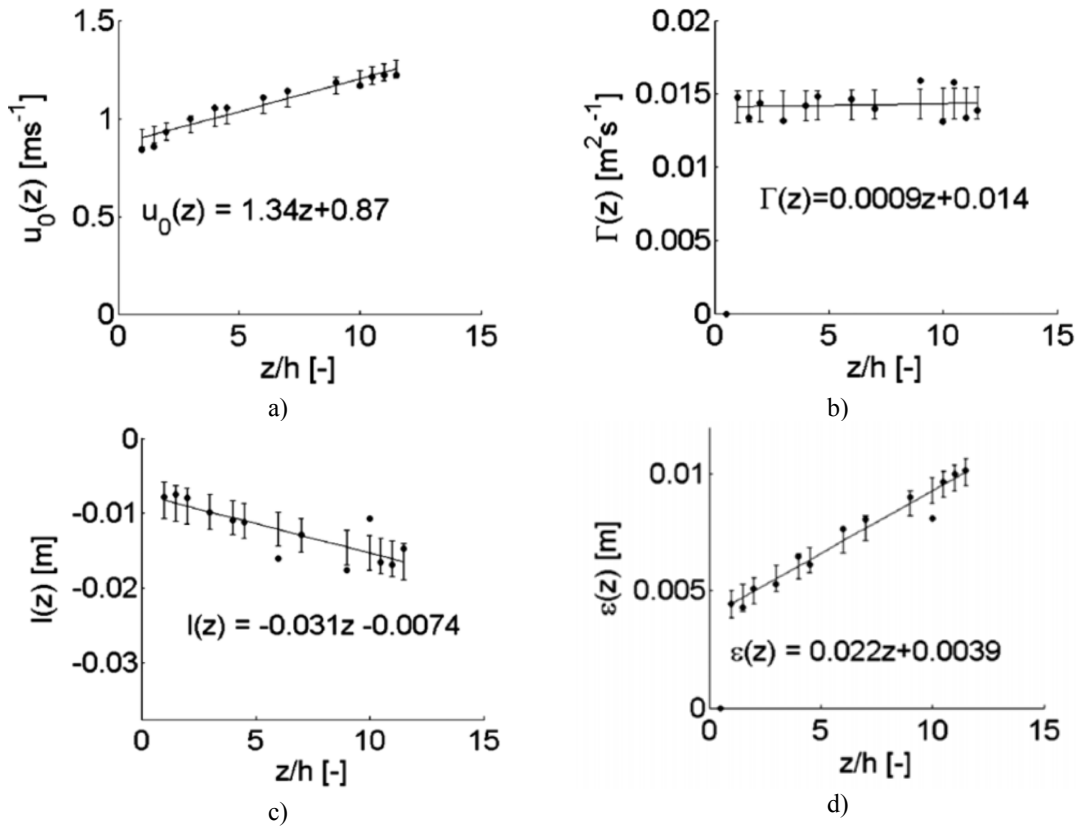 1.5
1
0.5
0
0 5 10 15
u₀(z) [ms⁻¹]
u₀(z) = 1.34z+0.87
z/h [-]
a)
0.02
0.015
0.01
0.005
0
0 5 10 15
Γ(z) [m²s⁻¹]
Γ(z)=0.0009z+0.014
z/h [-]
b)
0
-0.01
-0.02
-0.03
0 5 10 15
l(z) [m]
l(z) = -0.031z -0.0074
z/h [-]
c)
0.01
0.005
0
0 5 10 15
ε(z) [m]
ε(z) = 0.022z+0.0039
z/h [-]
d)